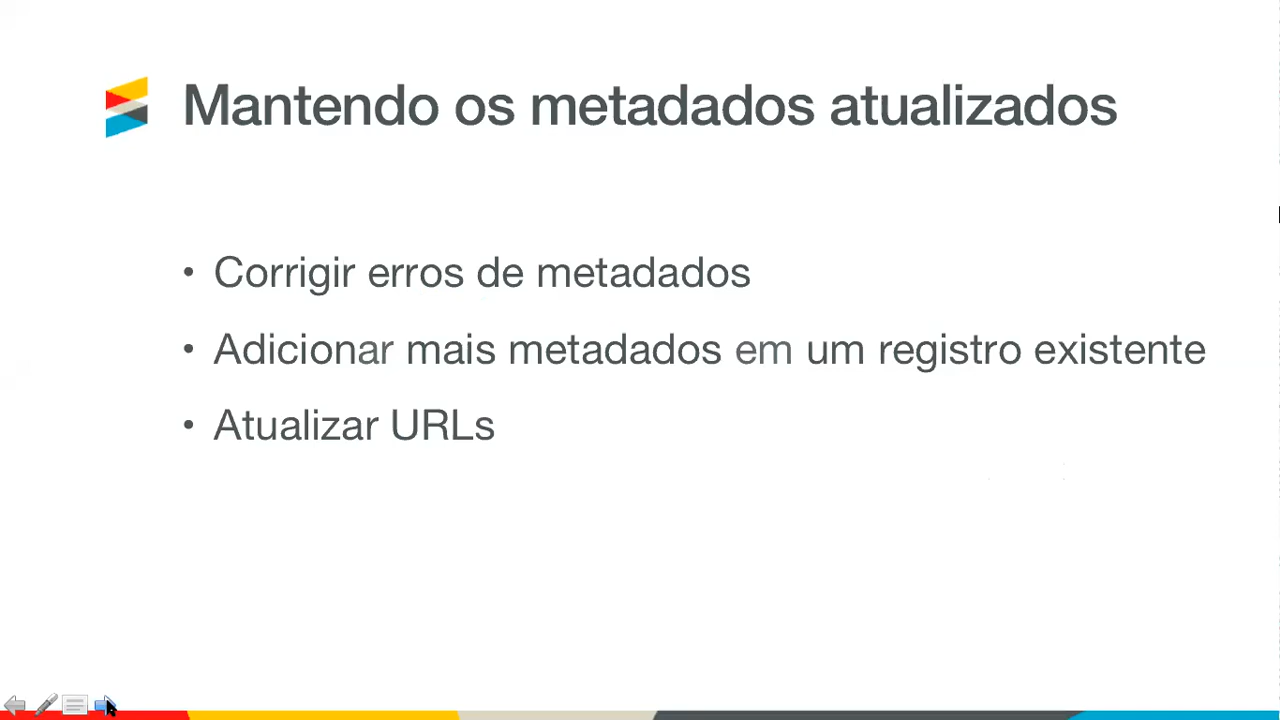 Mantendo os metadados atualizados
• Corrigir erros de metadados
• Adicionar mais metadados em um registro existente
• Atualizar URLs